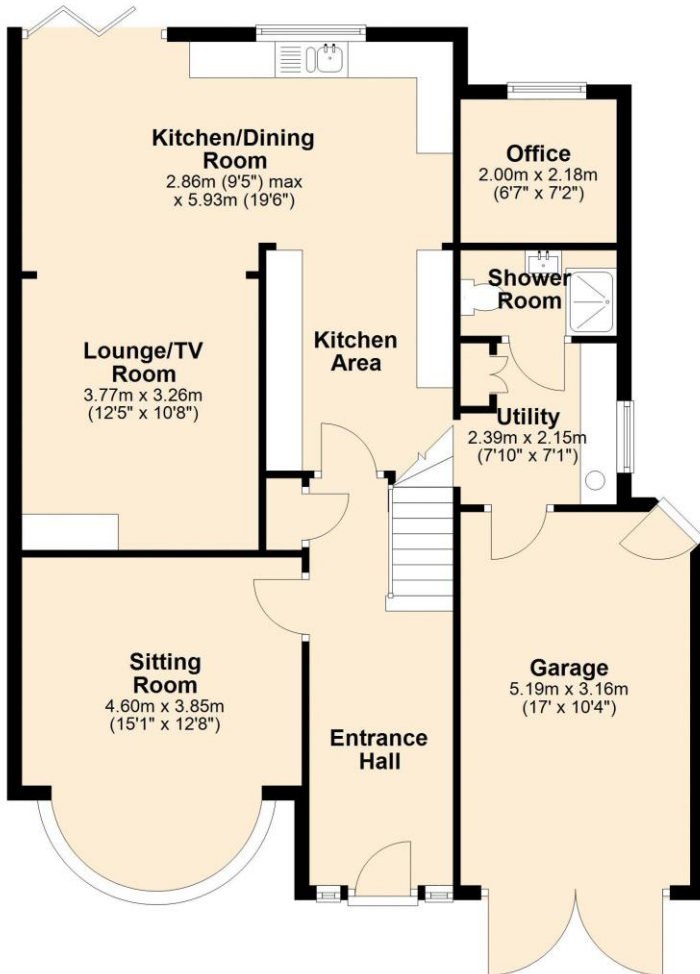 Kitchen/Dining
Room
2.86m (9'5") max
x 5.93m (19'6")
Office
2.00m x 2.18m
(6'7" x 7'2")
Shower
Room
Kitchen
Area
Lounge/TV
Room
3.77m x 3.26m
(12'5" x 10'8")
Utility
2.39m x 2.15m
(7'10" x 7'1")
Sitting
Room
4.60m x 3.85m
(15'1" x 12'8")
Garage
5.19m x 3.16m
(17' x 10'4")
Entrance
Hall